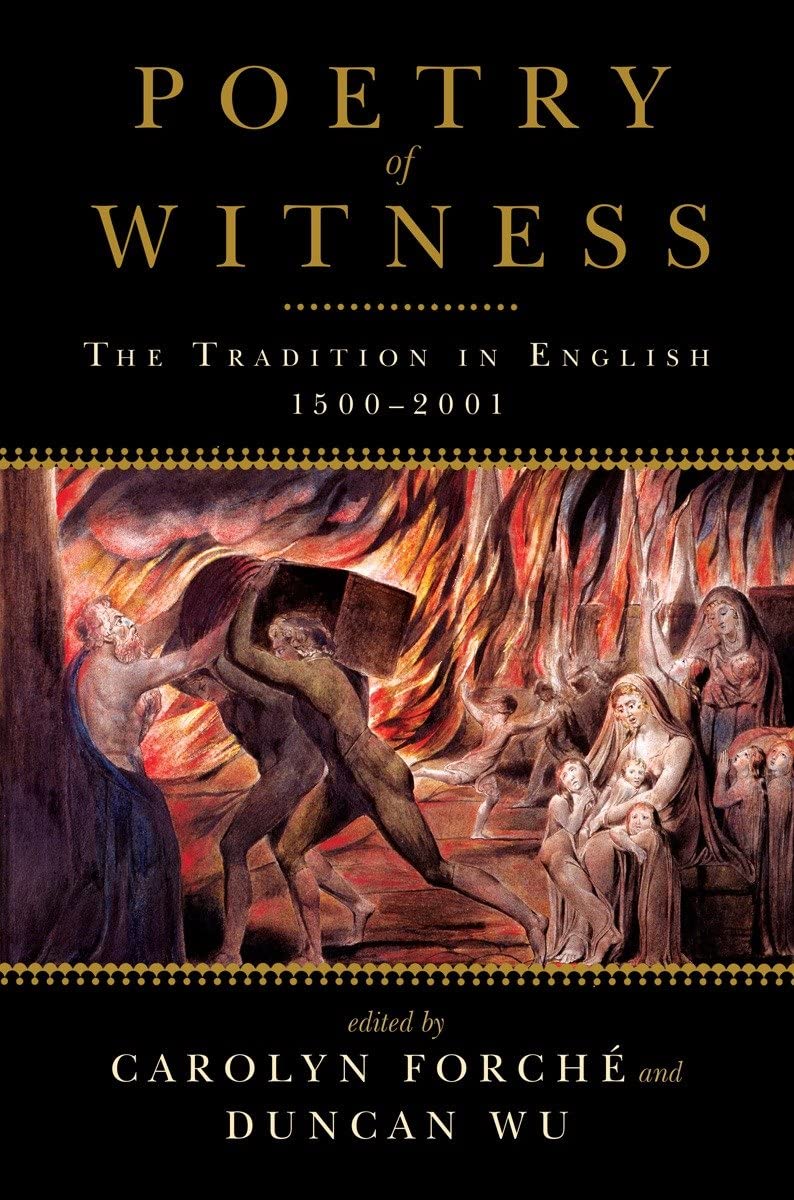 POETRY
of
WITNESS
THE TRADITION IN ENGLISH
1500–2001
edited by
CAROLYN FORCHÉ and
DUNCAN WU